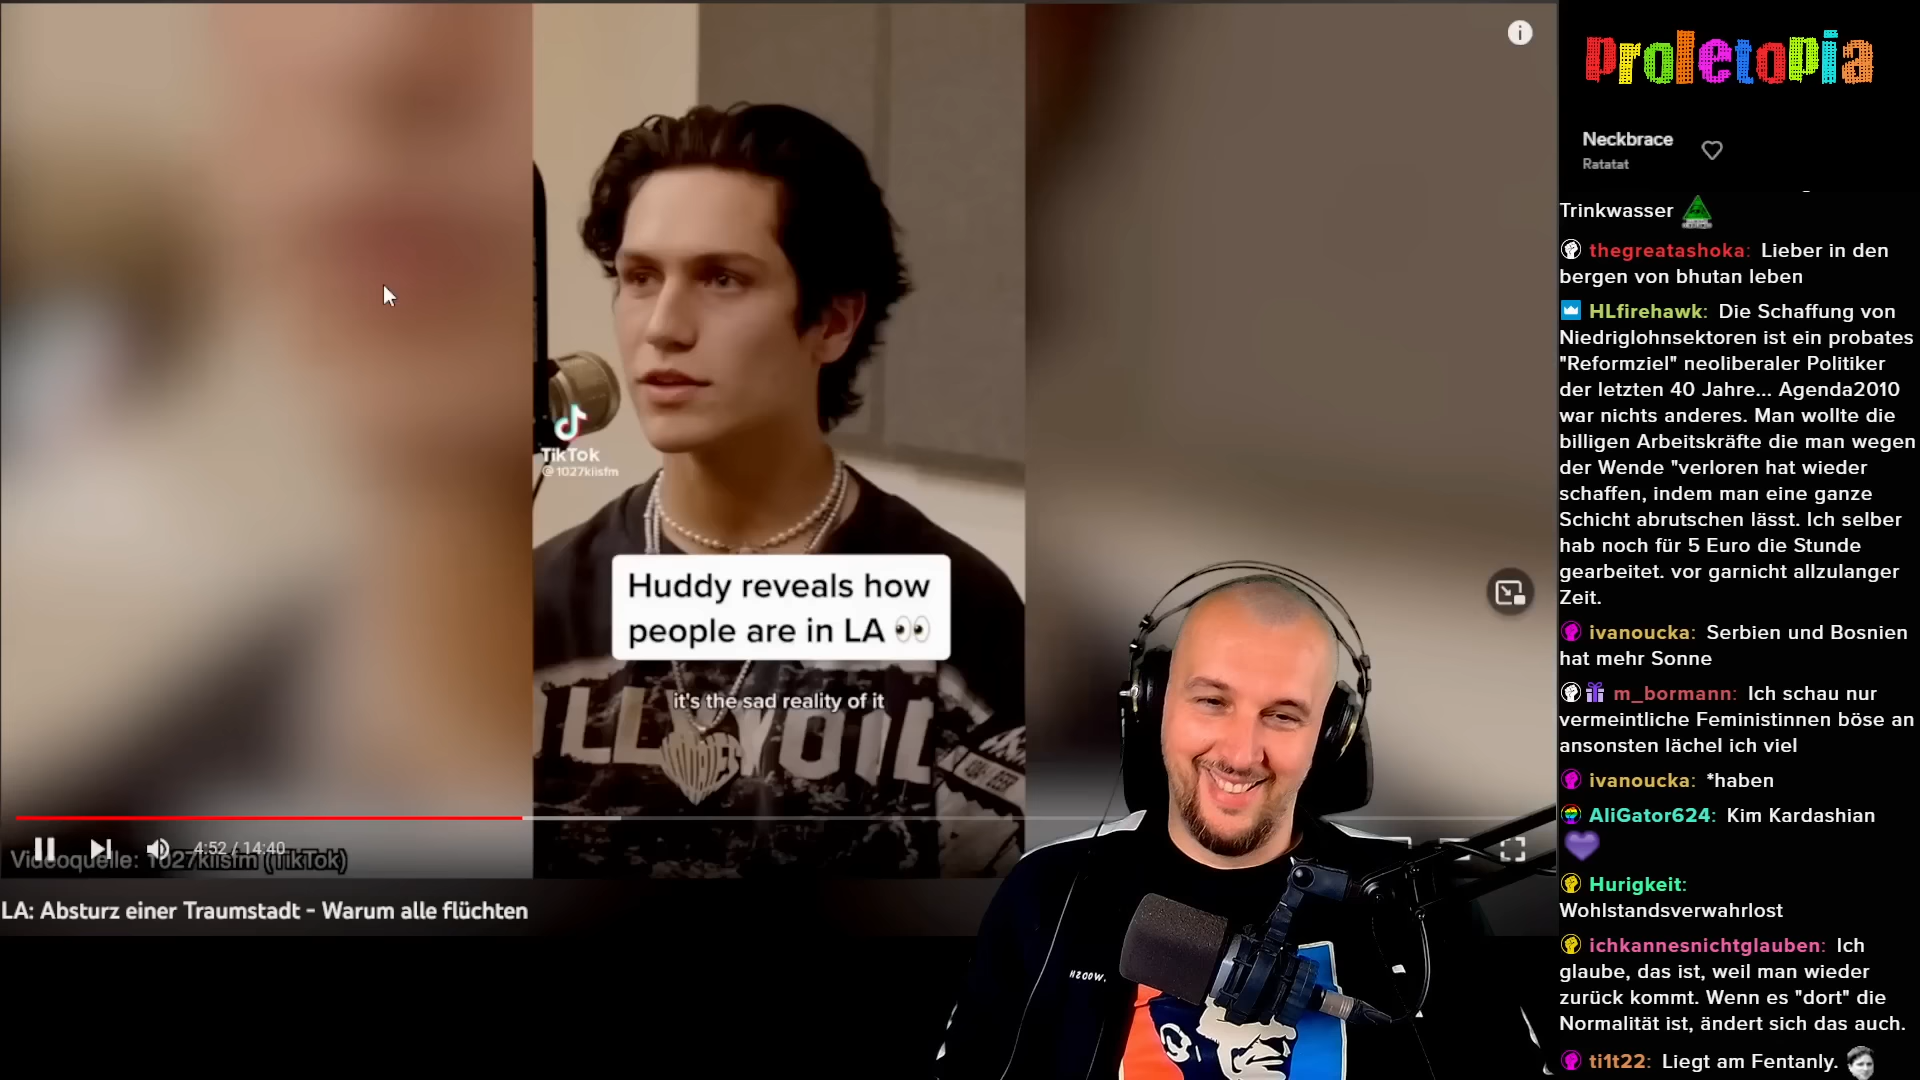 Proletopia
Neckbrace
Ratatat
Trinkwasser
thegreatashoka: Lieber in den
bergen von bhutan leben
HLfirehawk: Die Schaffung von
Niedriglohnsektoren ist ein probates
"Reformziel" neoliberaler Politiker
der letzten 40 Jahre... Agenda2010
war nichts anderes. Man wollte die
billigen Arbeitskräfte die man wegen
der Wende "verloren hat wieder
schaffen, indem man eine ganze
Schicht abrutschen lässt. Ich selber
hab noch für 5 Euro die Stunde
gearbeitet. vor garnicht allzulanger
Zeit.
ivanoucka: Serbien und Bosnien
hat mehr Sonne
m_bormann: Ich schau nur
vermeintliche Feministinnen böse an
ansonsten lächel ich viel
ivanoucka: *haben
AliGator624: Kim Kardashian
Hurigkeit:
Wohlstandsverwahrlost
ichkannesnichtglauben: Ich
glaube, das ist, weil man wieder
zurück kommt. Wenn es "dort" die
Normalität ist, ändert sich das auch.
ti1t22: Liegt am Fentanly.
TikTok
@1027kiisfm
Huddy reveals how
people are in LA 👀
it's the sad reality of it
4:52 / 14:40
Videoquelle: 1027kiisfm (TikTok)
LA: Absturz einer Traumstadt - Warum alle flüchten